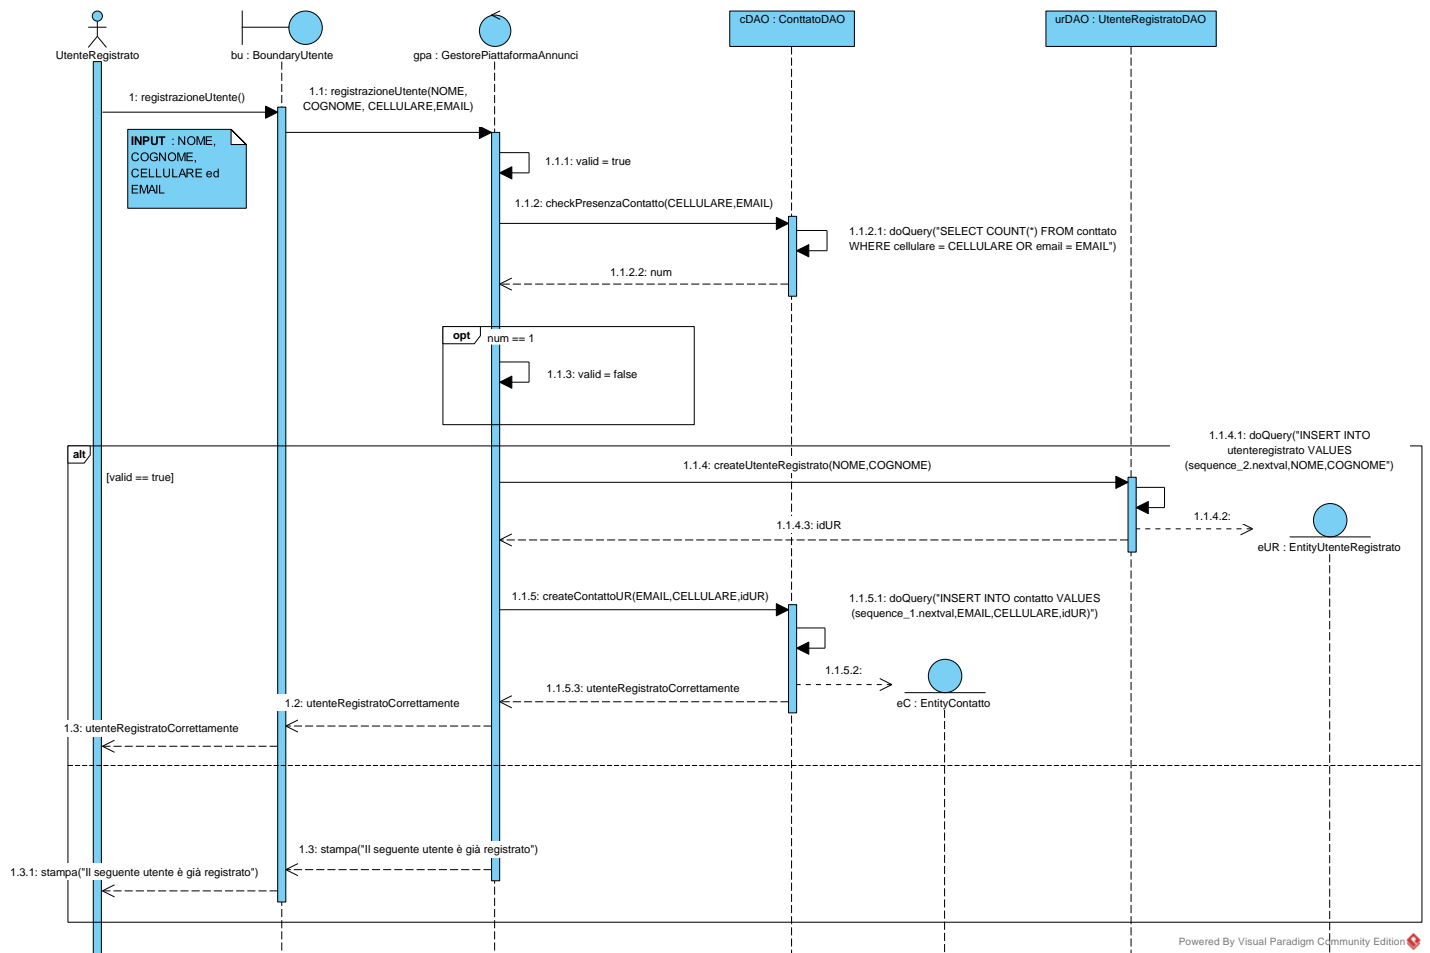 cDAO : ConttatoDAO
urDAO : UtenteRegistratoDAO
UtenteRegistrato
bu : BoundaryUtente
gpa : GestorePiattaformaAnnunci
1: registrazioneUtente()
1.1: registrazioneUtente(NOME,
COGNOME, CELLULARE,EMAIL)
INPUT : NOME,
COGNOME,
CELLULARE ed
EMAIL
1.1.1: valid = true
1.1.2: checkPresenzaContatto(CELLULARE,EMAIL)
1.1.2.1: doQuery("SELECT COUNT(*) FROM conttato
WHERE cellulare = CELLULARE OR email = EMAIL")
1.1.2.2: num
opt
num == 1
1.1.3: valid = false
alt
[valid == true]
1.1.4: createUtenteRegistrato(NOME,COGNOME)
1.1.4.1: doQuery("INSERT INTO
utenteregistrato VALUES
(sequence_2.nextval,NOME,COGNOME")
1.1.4.2:
1.1.4.3: idUR
eUR : EntityUtenteRegistrato
1.1.5: createContattoUR(EMAIL,CELLULARE,idUR)
1.1.5.1: doQuery("INSERT INTO contatto VALUES
(sequence_1.nextval,EMAIL,CELLULARE,idUR)")
1.1.5.2:
1.1.5.3: utenteRegistratoCorrettamente
eC : EntityContatto
1.2: utenteRegistratoCorrettamente
1.3: utenteRegistratoCorrettamente
1.3: stampa("Il seguente utente è già registrato")
1.3.1: stampa("Il seguente utente è già registrato")
Powered By Visual Paradigm Community Edition